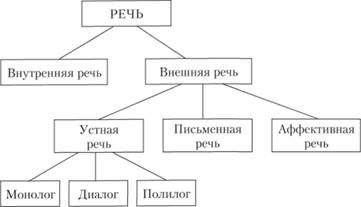 РЕЧЬ
Внутренняя речь
Внешняя речь
Устная
речь
Письменная
речь
Аффективная
речь
Монолог
Диалог
Полилог